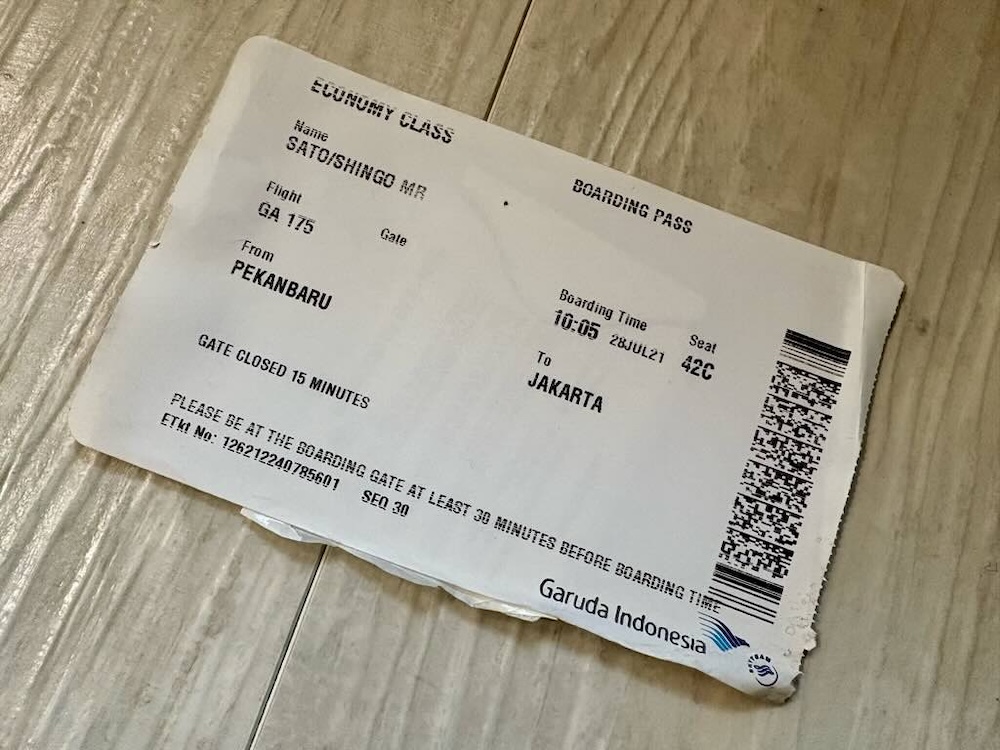 ECONOMY CLASS
BOARDING PASS
Name
SATO/SHINGO MR
Flight
GA 175
Gate
Boarding Time
10:05 28JUL21
Seat
42C
From
PEKANBARU
To
JAKARTA
GATE CLOSED 15 MINUTES
PLEASE BE AT THE BOARDING GATE AT LEAST 30 MINUTES BEFORE BOARDING TIME
ETkt No: 126212240785601 SEQ 30
Garuda Indonesia
SKYTEAM